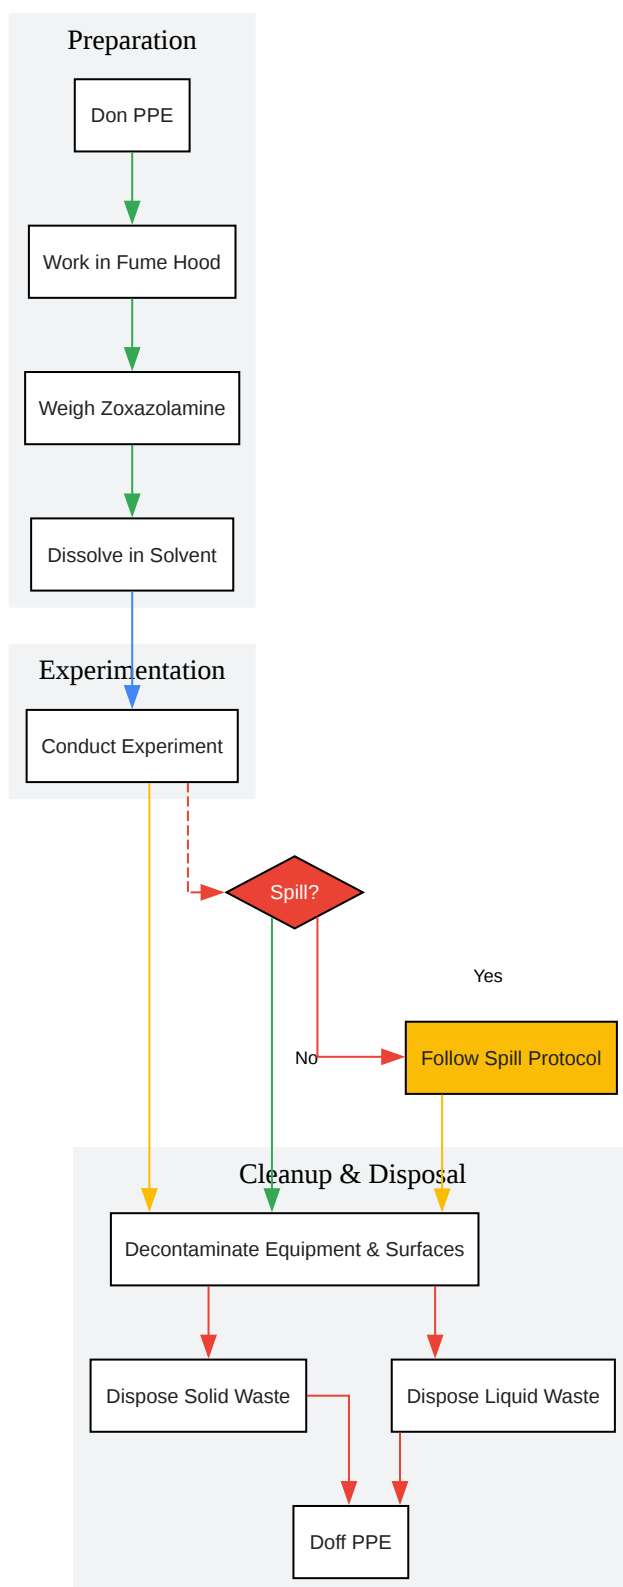 Preparation
Don PPE
Work in Fume Hood
Weigh Zoxazolamine
Dissolve in Solvent
Experimentation
Conduct Experiment
Spill?
Yes
No
Follow Spill Protocol
Cleanup & Disposal
Decontaminate Equipment & Surfaces
Dispose Solid Waste
Dispose Liquid Waste
Doff PPE